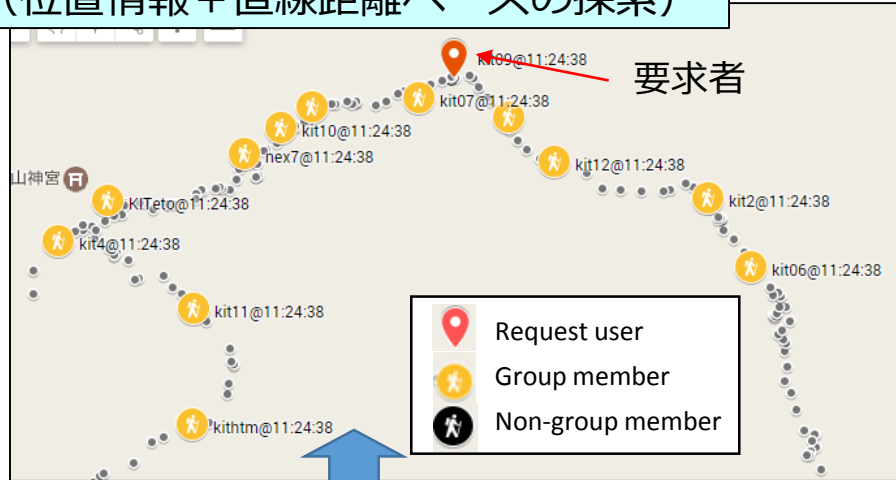 (位置情報+直線距離ベースの探索)
kit09@11:24:38
要求者
kit07@11:24:38
kit10@11:24:38
nex7@11:24:38
kit12@11:24:38
山神宮
KITeto@11:24:38
kit2@11:24:38
kit4@11:24:38
kit06@11:24:38
kit11@11:24:38
Request user
Group member
Non-group member
kithtm@11:24:38